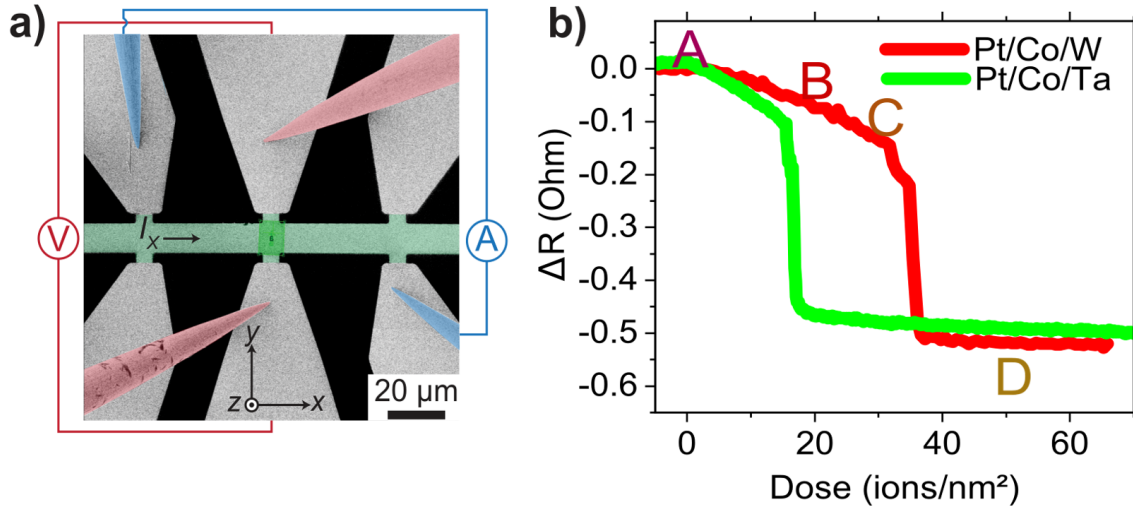 a)
V
A
Iₓ
y
z
x
20 µm
b)
A
B
C
D
Pt/Co/W
Pt/Co/Ta
0.0
-0.1
-0.2
-0.3
-0.4
-0.5
-0.6
ΔR (Ohm)
0
20
40
60
Dose (ions/nm²)